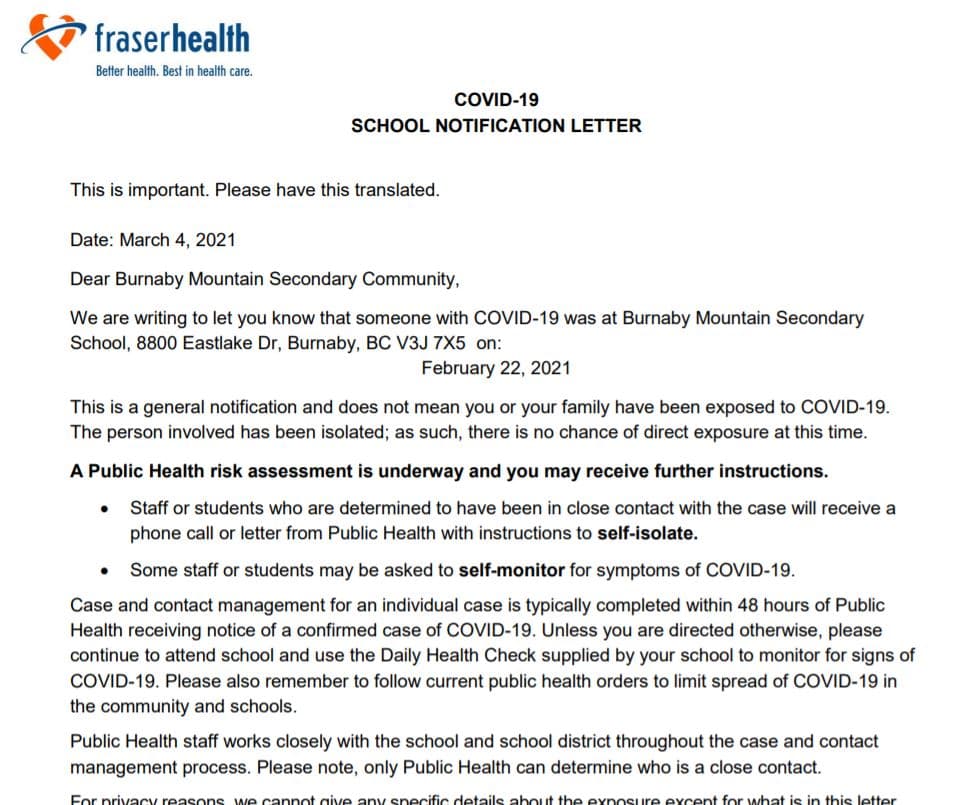 fraserhealth
Better health. Best in health care.
COVID-19
SCHOOL NOTIFICATION LETTER
This is important. Please have this translated.
Date: March 4, 2021
Dear Burnaby Mountain Secondary Community,
We are writing to let you know that someone with COVID-19 was at Burnaby Mountain Secondary
School, 8800 Eastlake Dr, Burnaby, BC V3J 7X5 on:
February 22, 2021
This is a general notification and does not mean you or your family have been exposed to COVID-19.
The person involved has been isolated; as such, there is no chance of direct exposure at this time.
A Public Health risk assessment is underway and you may receive further instructions.
• Staff or students who are determined to have been in close contact with the case will receive a
phone call or letter from Public Health with instructions to self-isolate.
• Some staff or students may be asked to self-monitor for symptoms of COVID-19.
Case and contact management for an individual case is typically completed within 48 hours of Public
Health receiving notice of a confirmed case of COVID-19. Unless you are directed otherwise, please
continue to attend school and use the Daily Health Check supplied by your school to monitor for signs of
COVID-19. Please also remember to follow current public health orders to limit spread of COVID-19 in
the community and schools.
Public Health staff works closely with the school and school district throughout the case and contact
management process. Please note, only Public Health can determine who is a close contact.
For privacy reasons, we cannot give any specific details about the exposure except for what is in this letter.